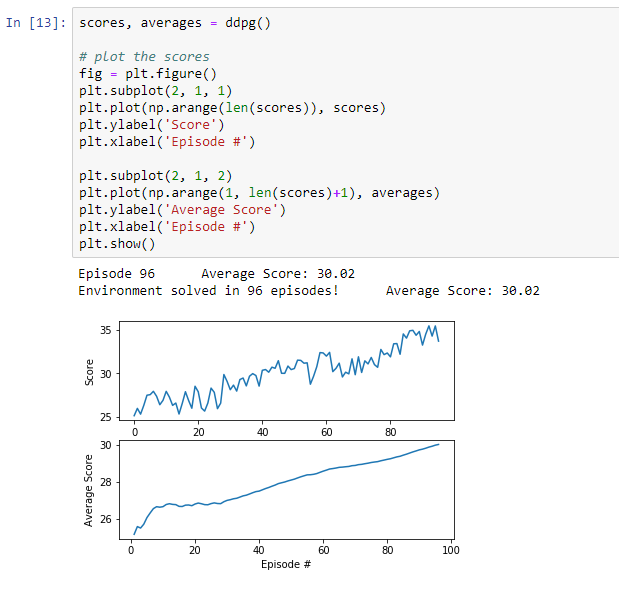 In [13]: scores, averages = ddpg()
# plot the scores
fig = plt.figure()
plt.subplot(2, 1, 1)
plt.plot(np.arange(len(scores)), scores)
plt.ylabel('Score')
plt.xlabel('Episode #')
plt.subplot(2, 1, 2)
plt.plot(np.arange(1, len(scores)+1), averages)
plt.ylabel('Average Score')
plt.xlabel('Episode #')
plt.show()
Episode 96 Average Score: 30.02
Environment solved in 96 episodes! Average Score: 30.02
35
30
25
Score
0 20 40 60 80
30
28
26
Average Score
0 20 40 60 80 100
Episode #